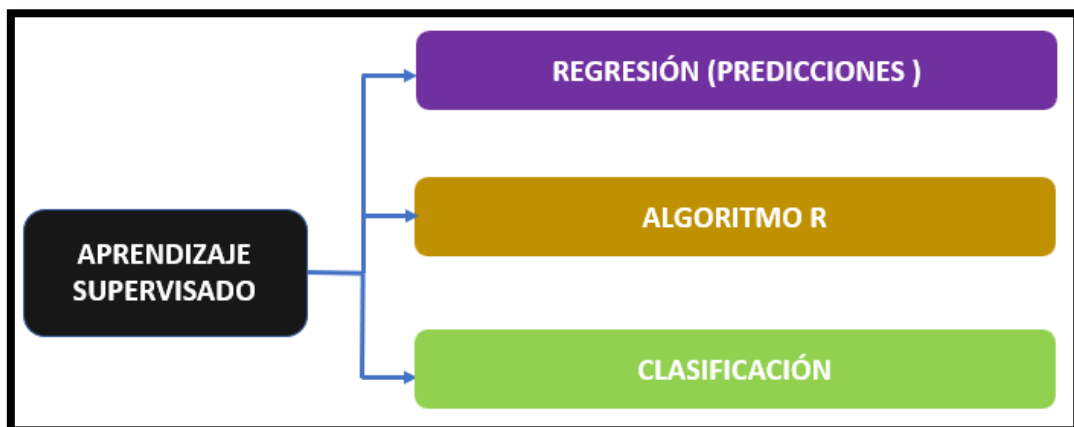 REGRESIÓN (PREDICCIONES )
ALGORITMO R
APRENDIZAJE
SUPERVISADO
CLASIFICACIÓN